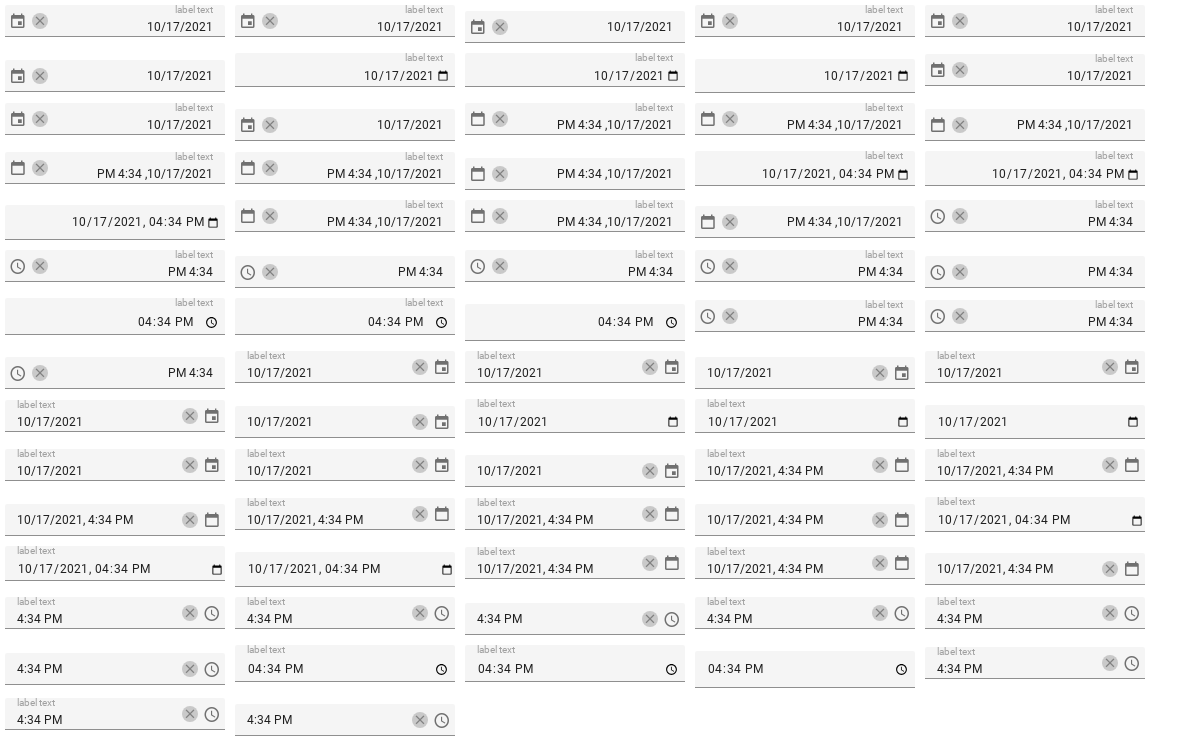 label text
10/17/2021
label text
10/17/2021
10/17/2021
label text
10/17/2021
label text
10/17/2021
10/17/2021
label text
10/17/2021
label text
10/17/2021
10/17/2021
label text
10/17/2021
label text
10/17/2021
10/17/2021
label text
PM 4:34 ,10/17/2021
label text
PM 4:34 ,10/17/2021
PM 4:34 ,10/17/2021
label text
PM 4:34 ,10/17/2021
label text
PM 4:34 ,10/17/2021
PM 4:34 ,10/17/2021
label text
10/17/2021, 04:34 PM
label text
10/17/2021, 04:34 PM
10/17/2021, 04:34 PM
label text
PM 4:34 ,10/17/2021
label text
PM 4:34 ,10/17/2021
PM 4:34 ,10/17/2021
label text
PM 4:34
label text
PM 4:34
PM 4:34
label text
PM 4:34
label text
PM 4:34
PM 4:34
label text
04:34 PM
label text
04:34 PM
04:34 PM
label text
PM 4:34
label text
PM 4:34
PM 4:34
label text
10/17/2021
label text
10/17/2021
10/17/2021
label text
10/17/2021
label text
10/17/2021
10/17/2021
label text
10/17/2021
label text
10/17/2021
10/17/2021
label text
10/17/2021
label text
10/17/2021
10/17/2021
label text
10/17/2021, 4:34 PM
label text
10/17/2021, 4:34 PM
10/17/2021, 4:34 PM
label text
10/17/2021, 4:34 PM
label text
10/17/2021, 4:34 PM
10/17/2021, 4:34 PM
label text
10/17/2021, 04:34 PM
label text
10/17/2021, 04:34 PM
10/17/2021, 04:34 PM
label text
10/17/2021, 4:34 PM
label text
10/17/2021, 4:34 PM
10/17/2021, 4:34 PM
label text
4:34 PM
label text
4:34 PM
4:34 PM
label text
4:34 PM
label text
4:34 PM
4:34 PM
label text
04:34 PM
label text
04:34 PM
04:34 PM
label text
4:34 PM
label text
4:34 PM
4:34 PM